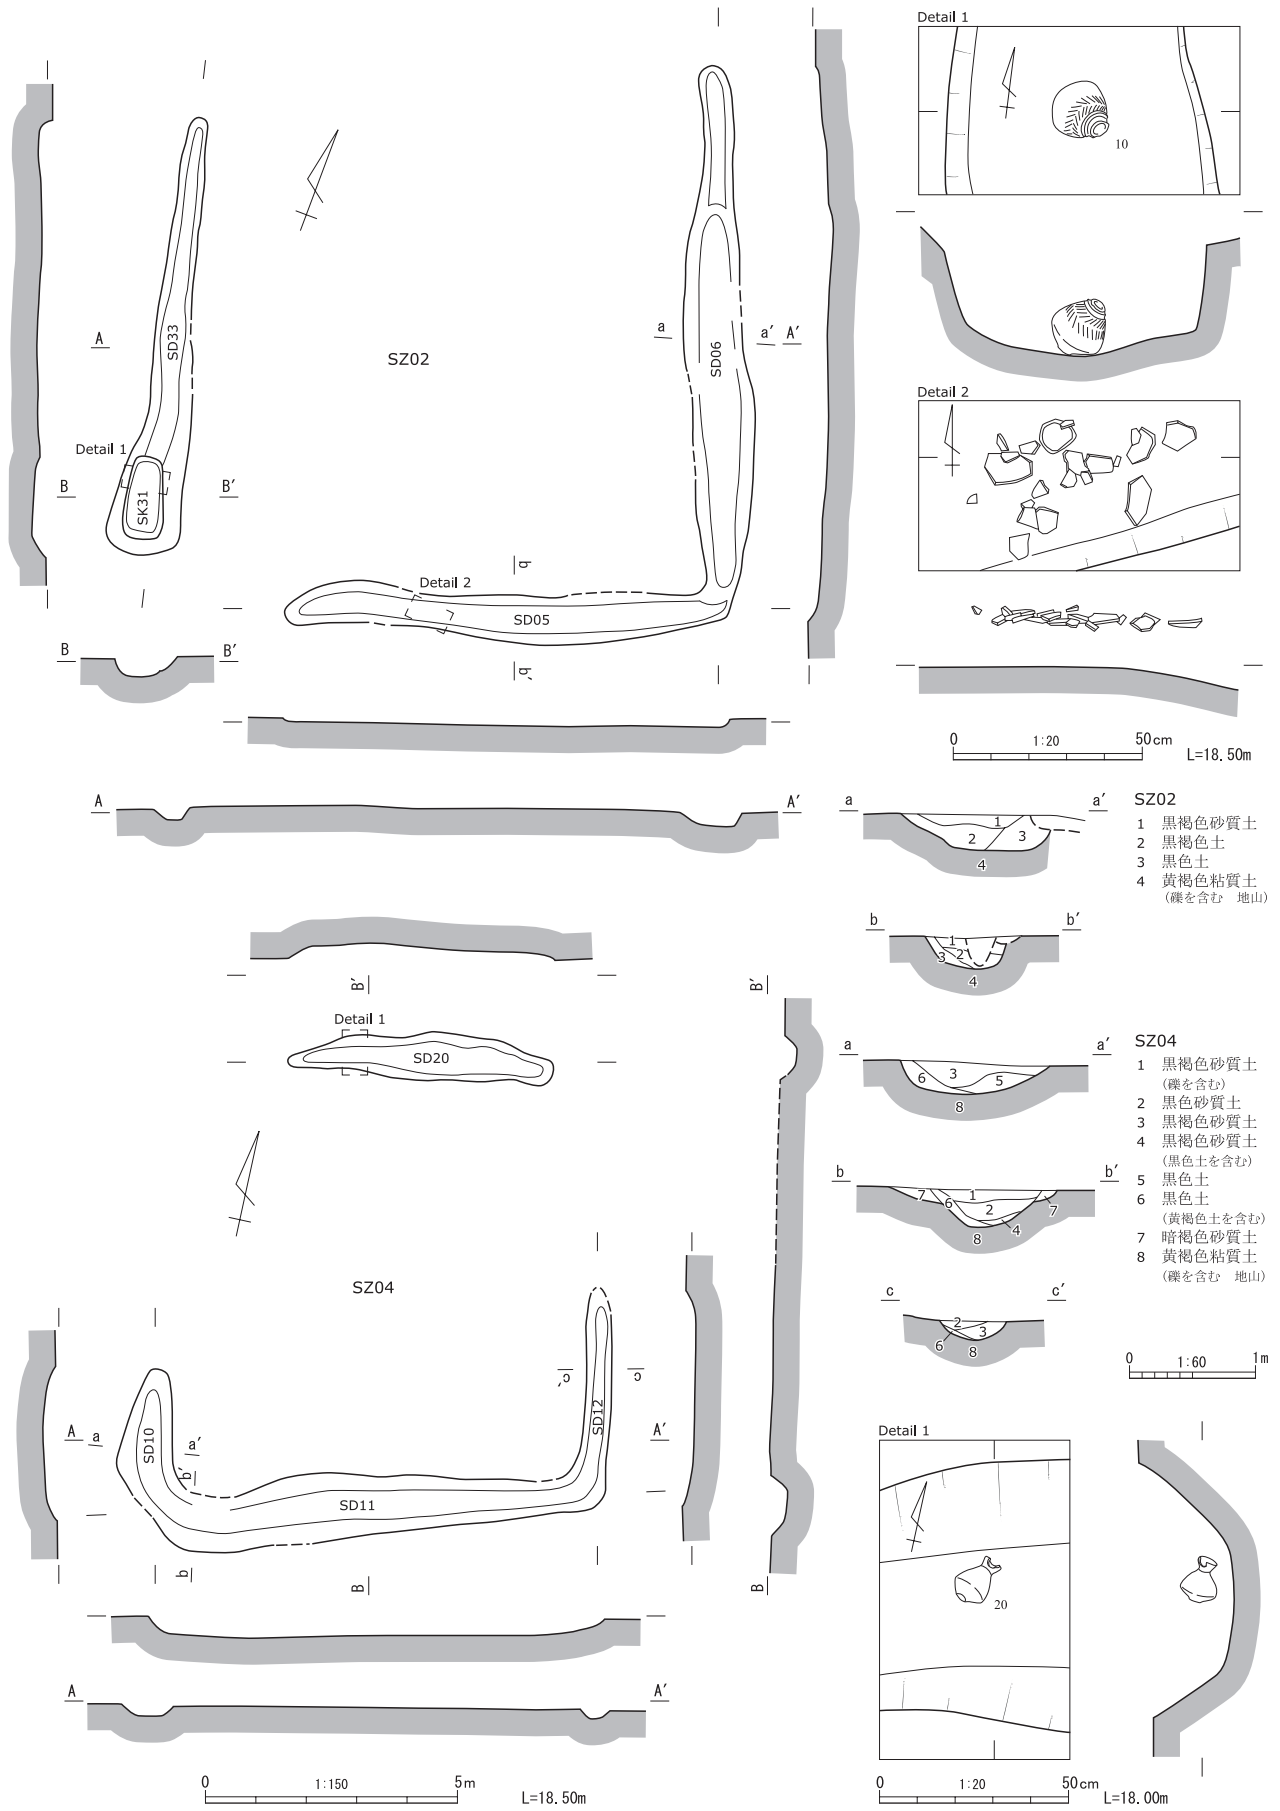 Detail 1
10
A
SD33
SZ02
a
a′
A′
SD06
Detail 1
B
SK31
B′
b
Detail 2
SD05
b′
Detail 2
B
B′
0
1:20
50cm
L=18.50m
A
A′
a
a′
SZ02
1 黒褐色砂質土
2 黒褐色土
3 黒色土
4 黄褐色粘質土
(礫を含む 地山)
1
2
3
4
b
b′
1
2
3
4
B′
B′
Detail 1
SD20
a
a′
SZ04
1 黒褐色砂質土
(礫を含む)
2 黒色砂質土
3 黒褐色砂質土
4 黒褐色砂質土
(黒色土を含む)
5 黒色土
6 黒色土
(黄褐色土を含む)
7 暗褐色砂質土
8 黄褐色粘質土
(礫を含む 地山)
6
3
5
8
b
b′
7
6
1
2
4
7
8
SZ04
c
c′
2
3
6
8
0
1:60
1m
c′
c
A
a
SD10
a′
b′
SD12
A′
SD11
b
B
B
Detail 1
20
A
A′
0
1:150
5m
L=18.50m
0
1:20
50cm
L=18.00m